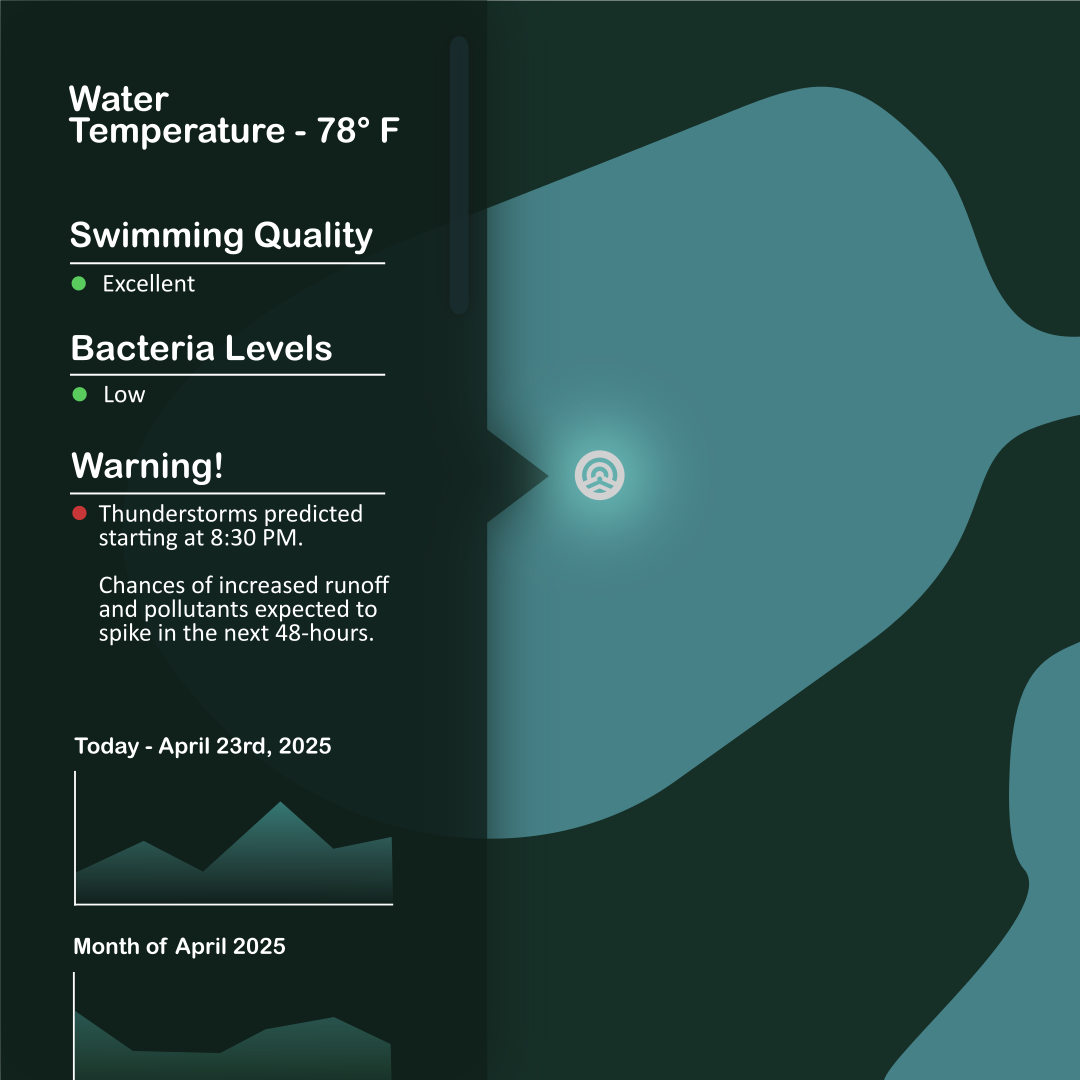 Water
Temperature - 78° F
Swimming Quality
Excellent
Bacteria Levels
Low
Warning!
Thunderstorms predicted
starting at 8:30 PM.
Chances of increased runoff
and pollutants expected to
spike in the next 48-hours.
Today - April 23rd, 2025
Month of April 2025